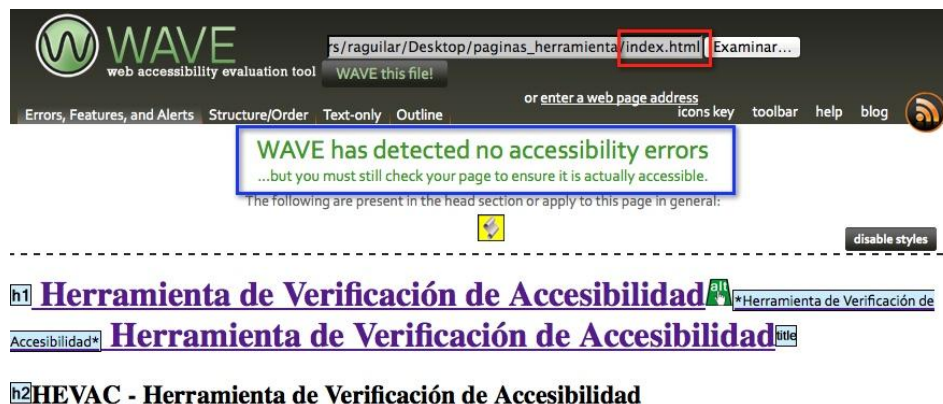 WAVE
web accessibility evaluation tool
rs/raguilar/Desktop/paginas_herramienta/index.html Examinar...
WAVE this file!
or enter a web page address
Errors, Features, and Alerts Structure/Order Text-only Outline icons key toolbar help blog
WAVE has detected no accessibility errors
...but you must still check your page to ensure it is actually accessible.
The following are present in the head section or apply to this page in general:
disable styles
h1 Herramienta de Verificación de Accesibilidad alt *Herramienta de Verificación de
Accesibilidad* Herramienta de Verificación de Accesibilidad title
h2 HEVAC - Herramienta de Verificación de Accesibilidad